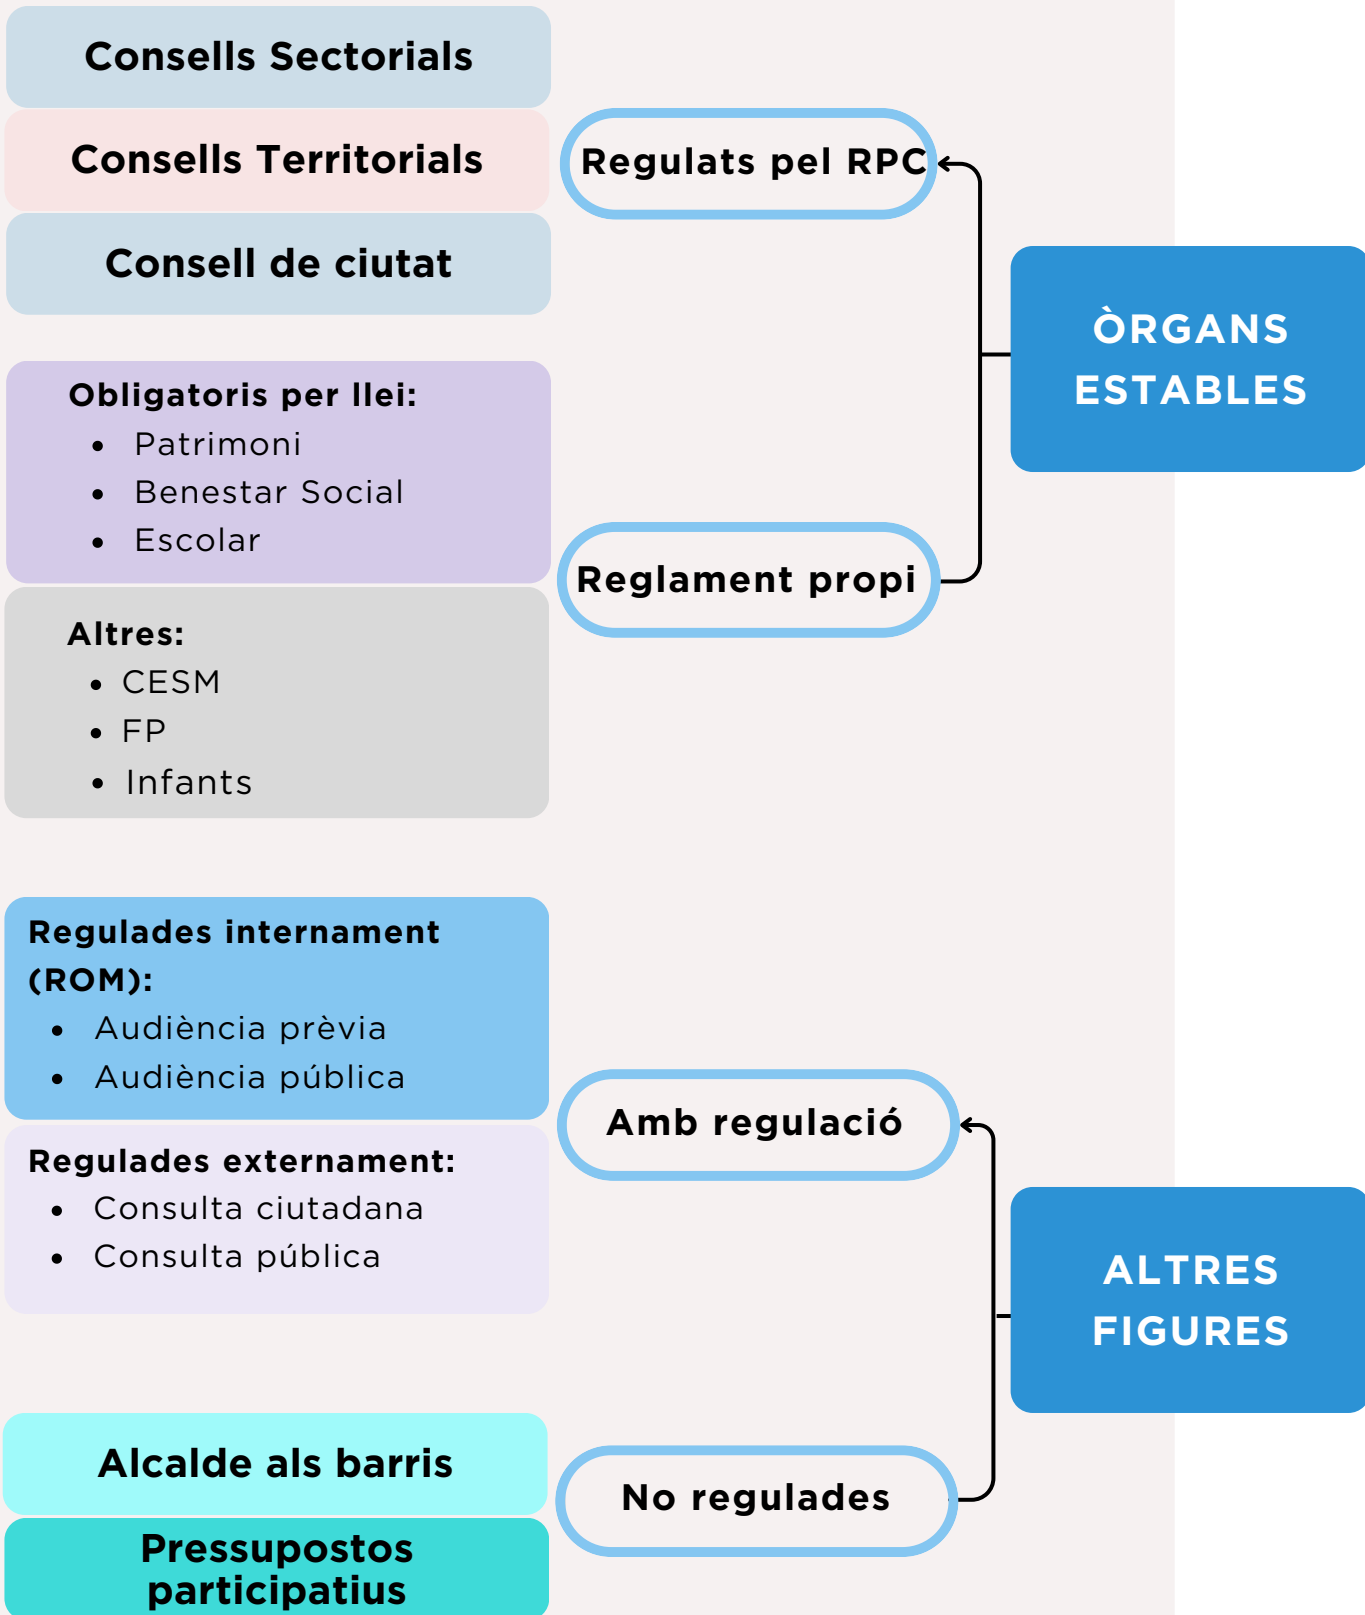 Consells Sectorials
Consells Territorials
Consell de ciutat
Regulats pel RPC
ÒRGANS
ESTABLES
Obligatoris per llei:
• Patrimoni
• Benestar Social
• Escolar
Reglament propi
Altres:
• CESM
• FP
• Infants
Regulades internament
(ROM):
• Audiència prèvia
• Audiència pública
Amb regulació
Regulades externament:
• Consulta ciutadana
• Consulta pública
ALTRES
FIGURES
Alcalde als barris
No regulades
Pressupostos
participatius